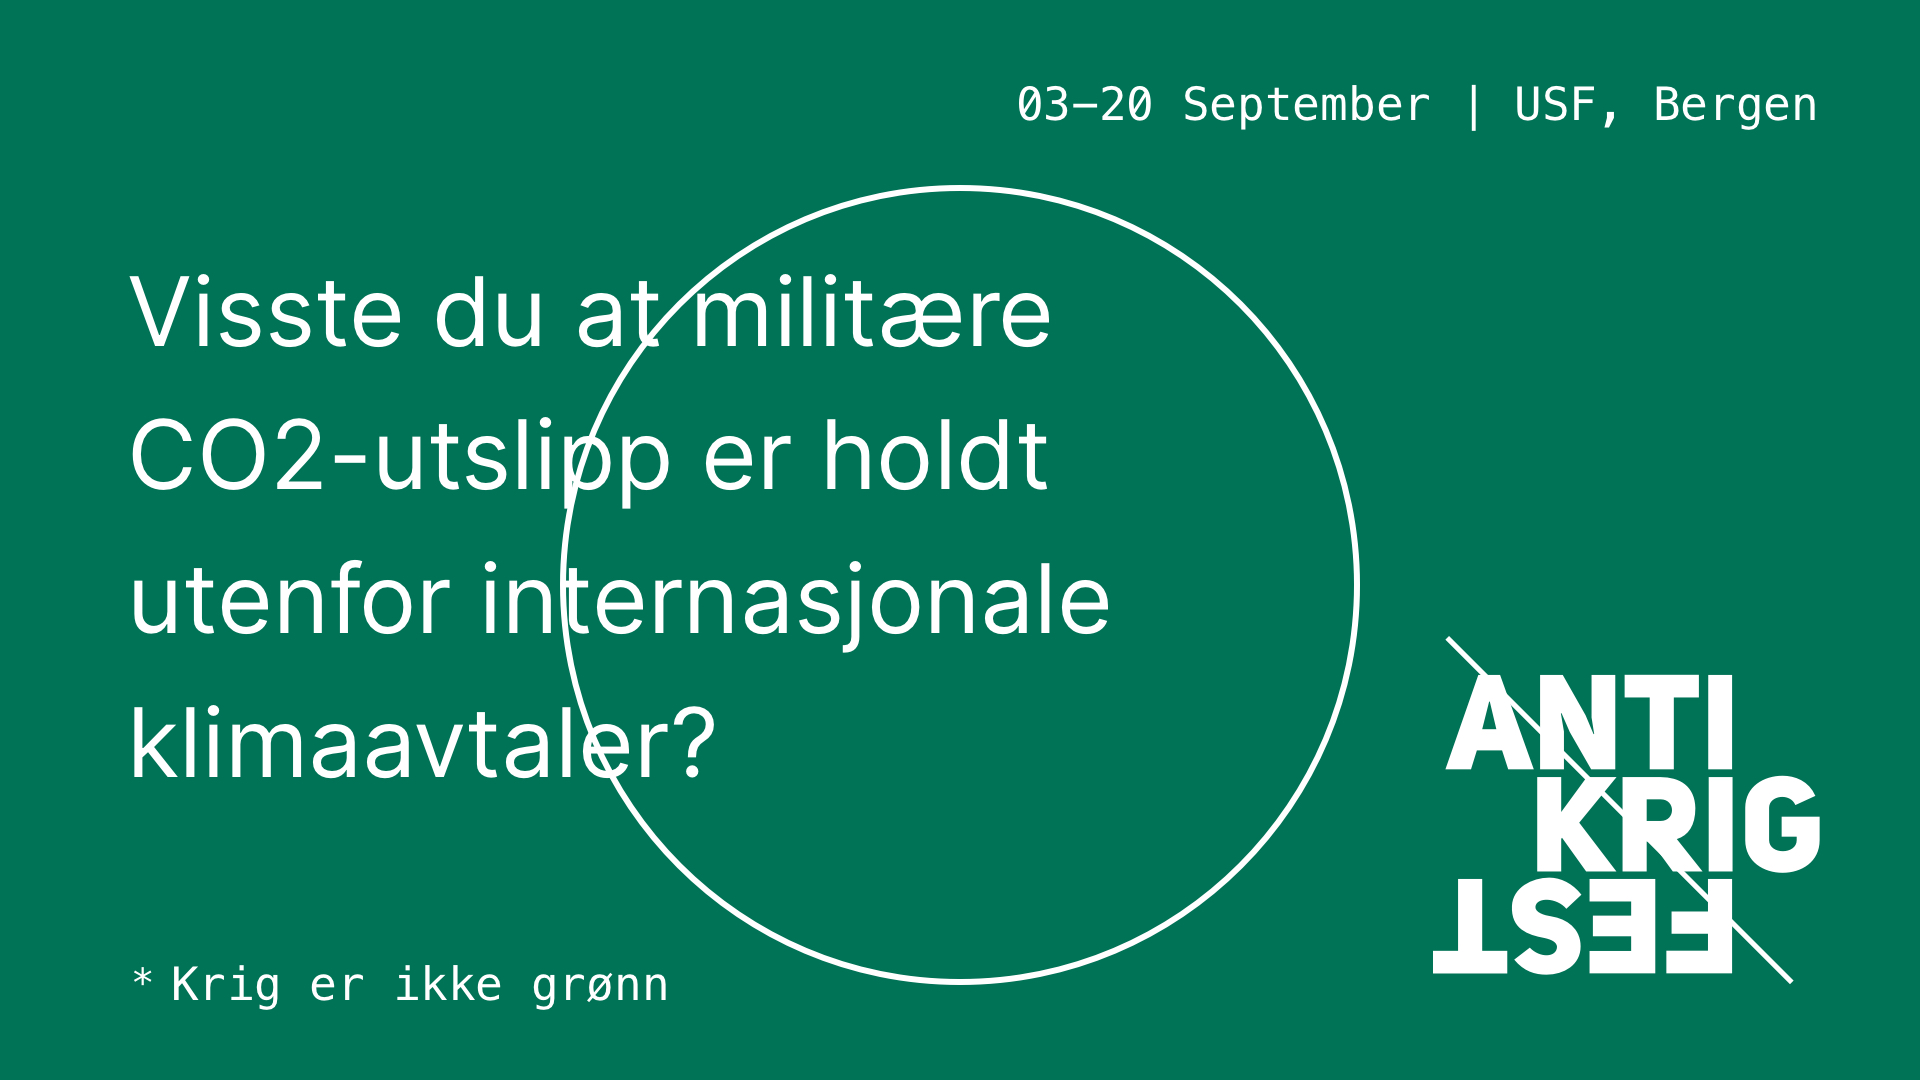 03–20 September | USF, Bergen
Visste du at militære
CO2-utslipp er holdt
utenfor internasjonale
klimaavtaler?
ANTI
KRIG
FEST
* Krig er ikke grønn